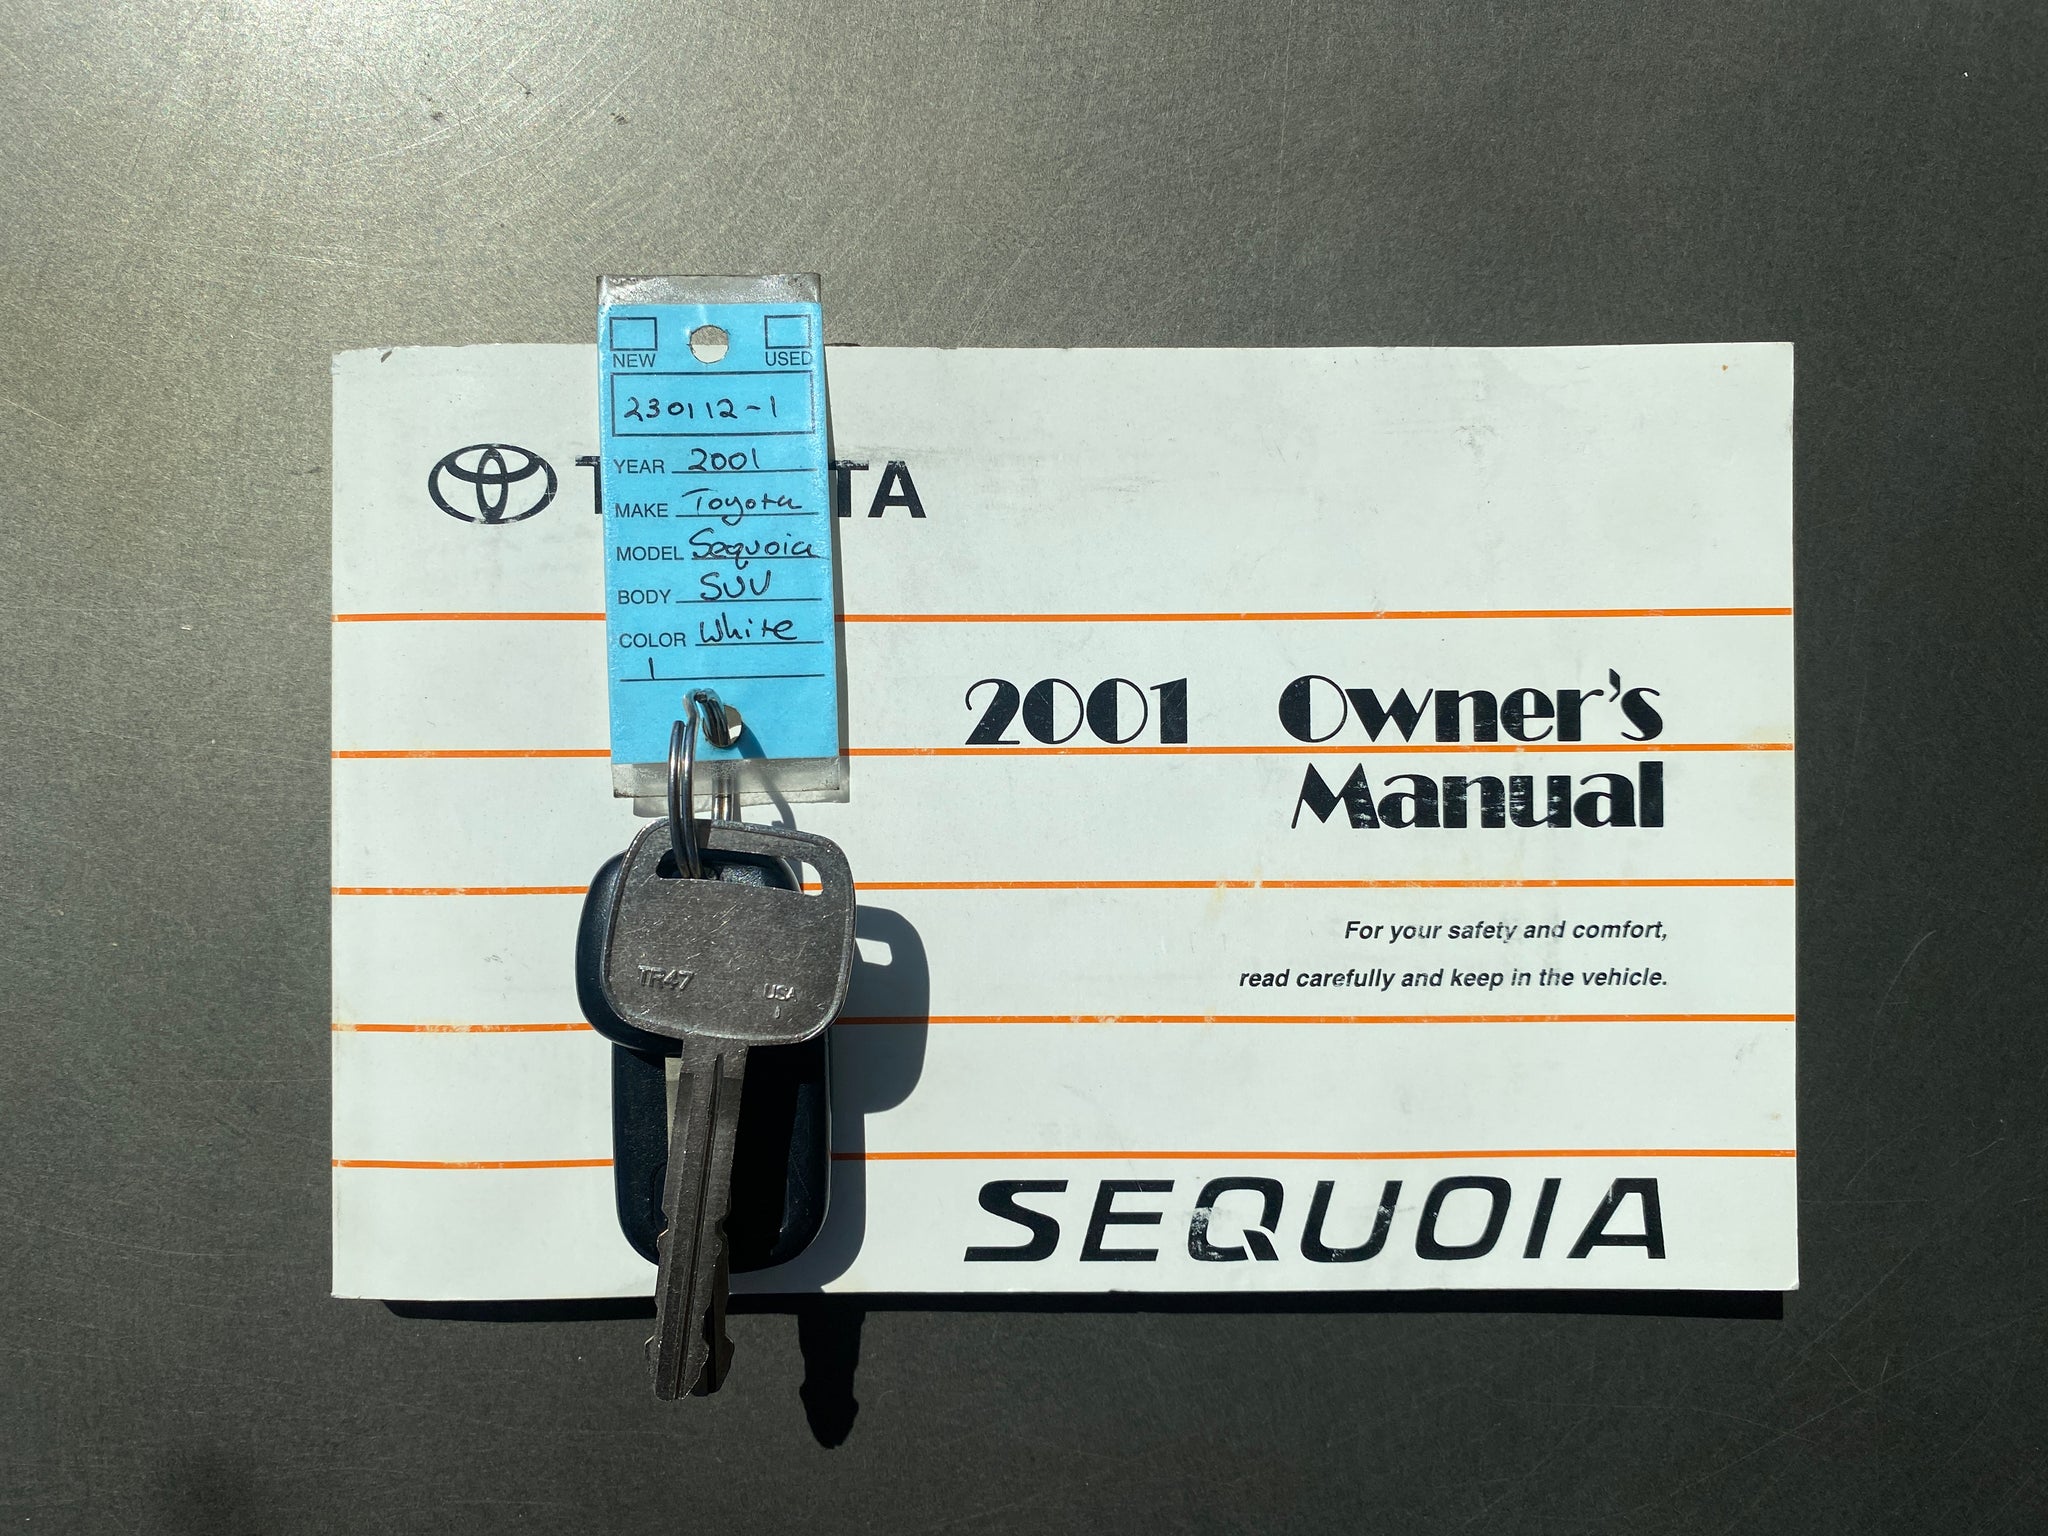 NEW USED
230112-1
YEAR 2001
MAKE Toyota
MODEL Sequoia
BODY SUV
COLOR White
1
TA
2001 Owner's
Manual
For your safety and comfort,
read carefully and keep in the vehicle.
TR47 USA
SEQUOIA